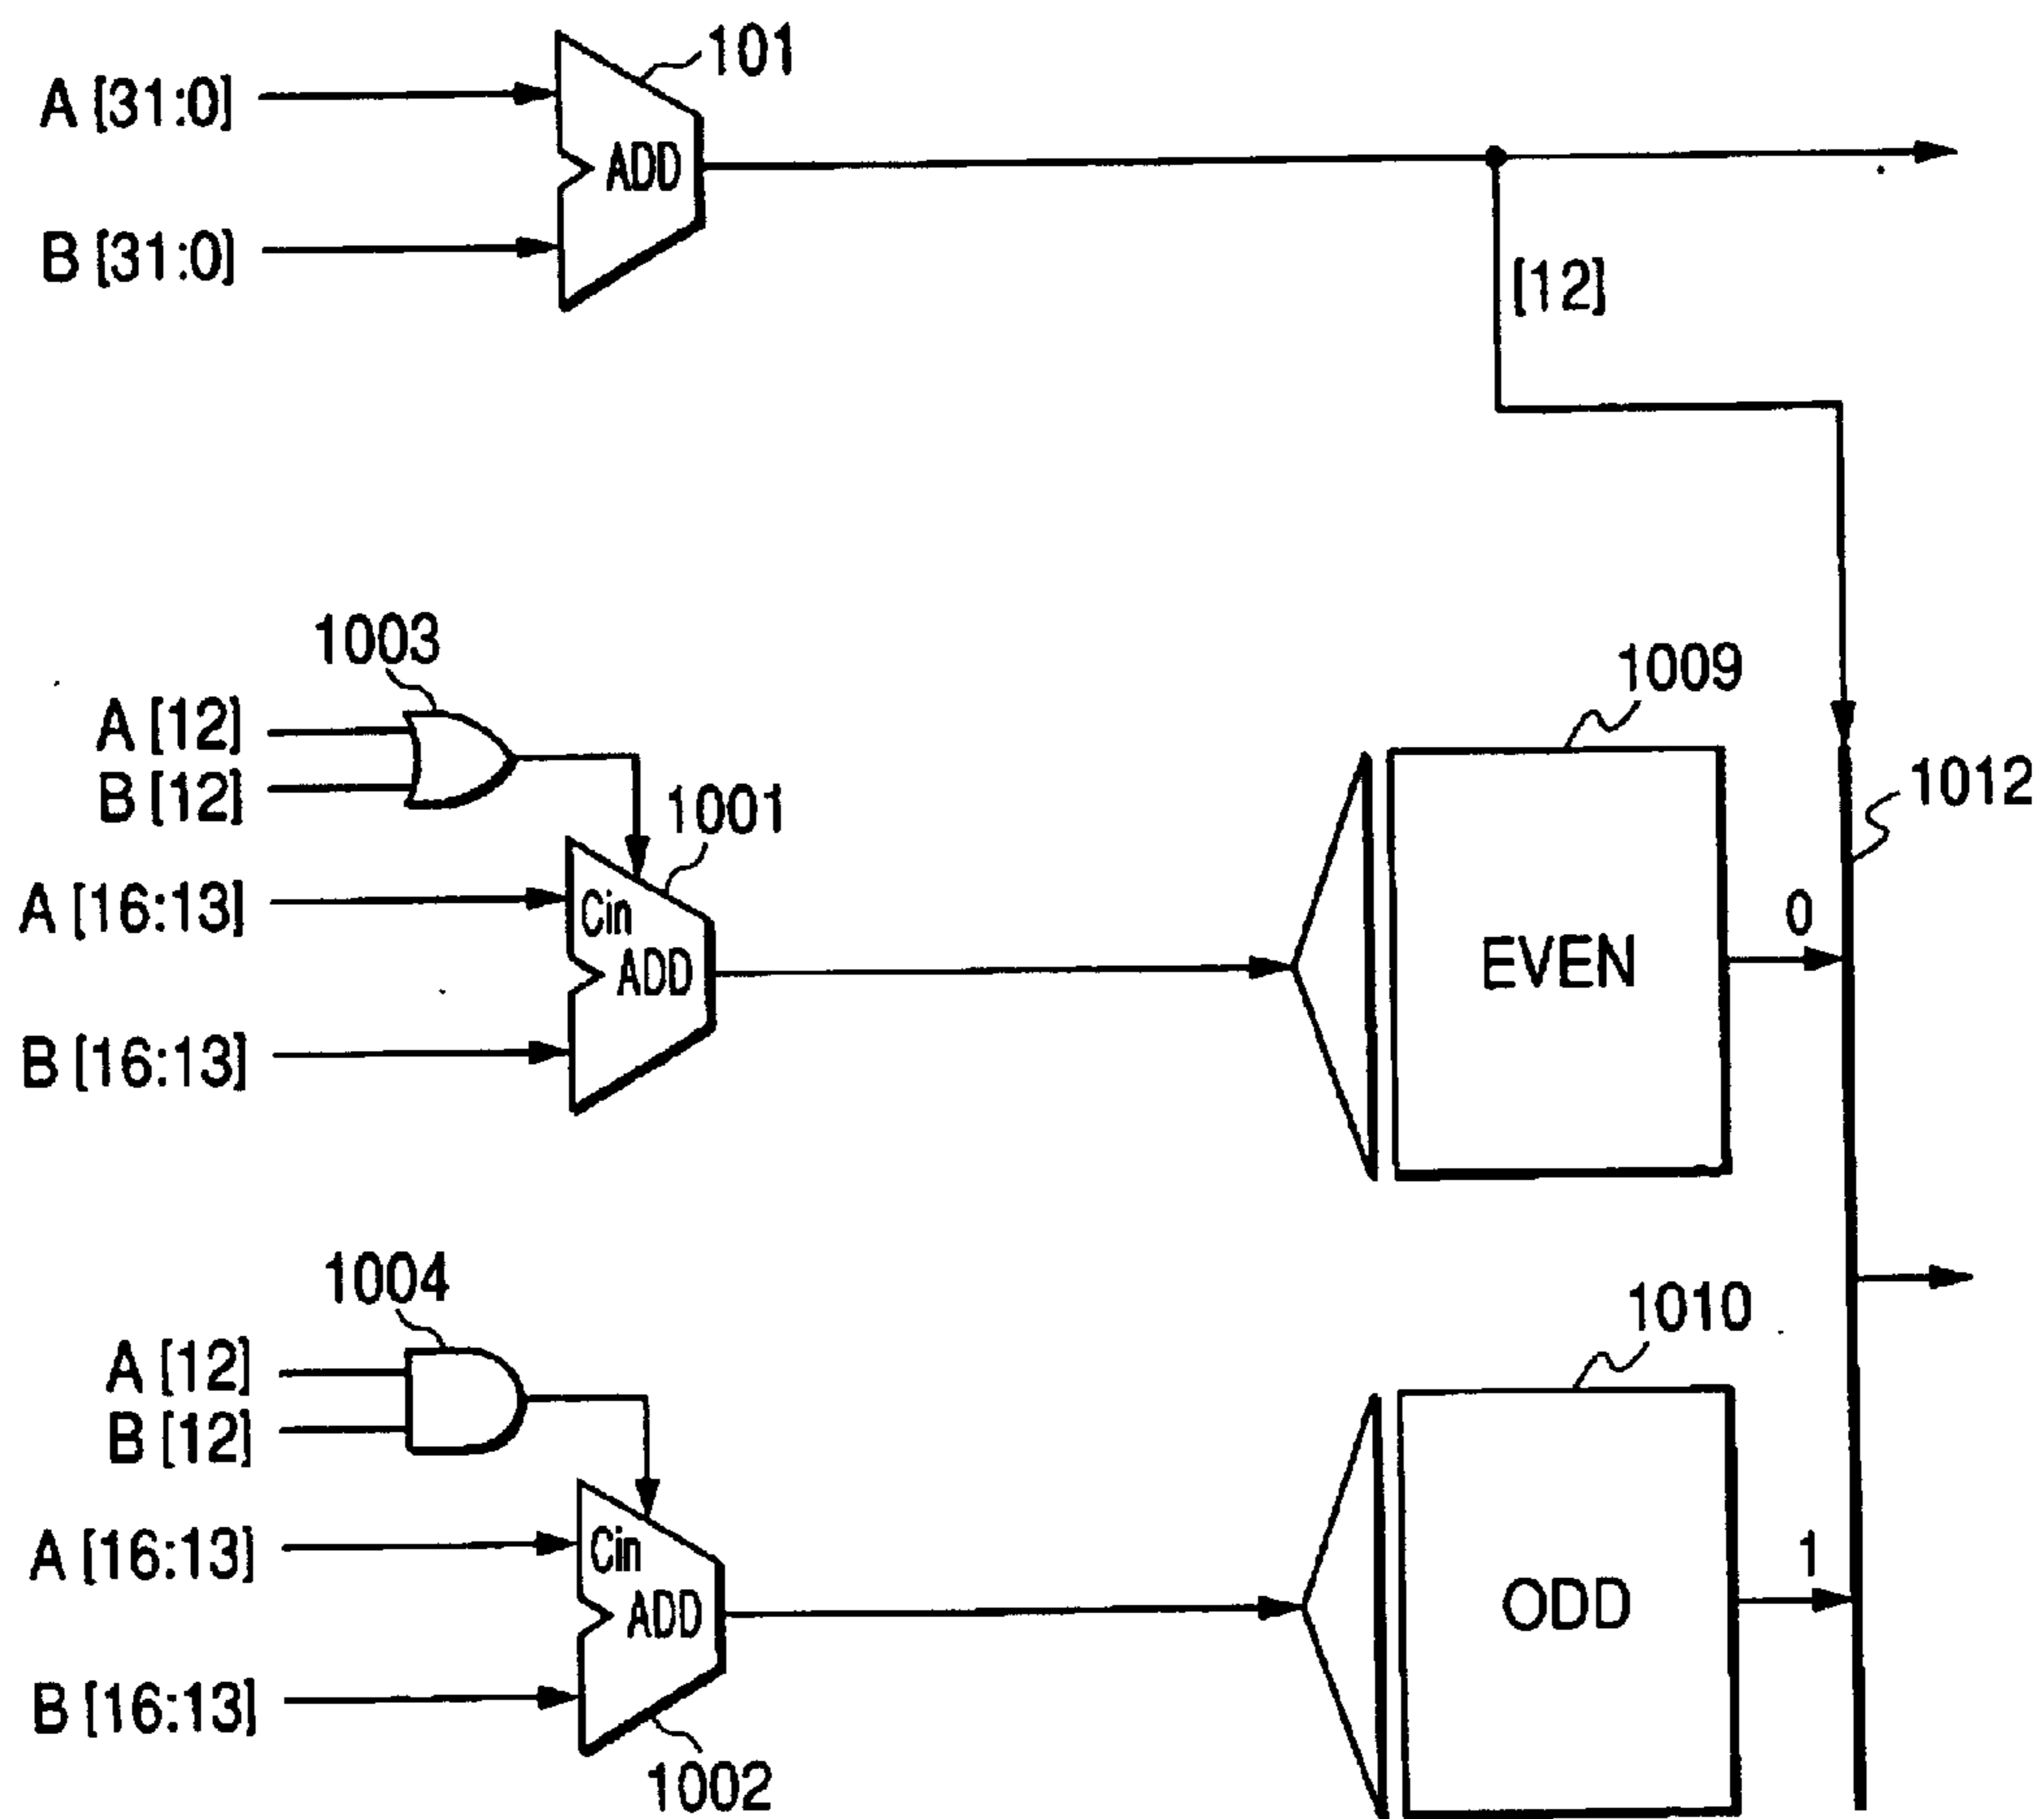 101
A [31:0]
ADD
B [31:0]
[12]
1003
1009
A [12]
B [12]
1012
1001
A [16:13]
Cin
0
EVEN
ADD
B [16:13]
1004
1010
A [12]
B [12]
A [16:13]
Cin
1
ODD
ADD
B [16:13]
1002